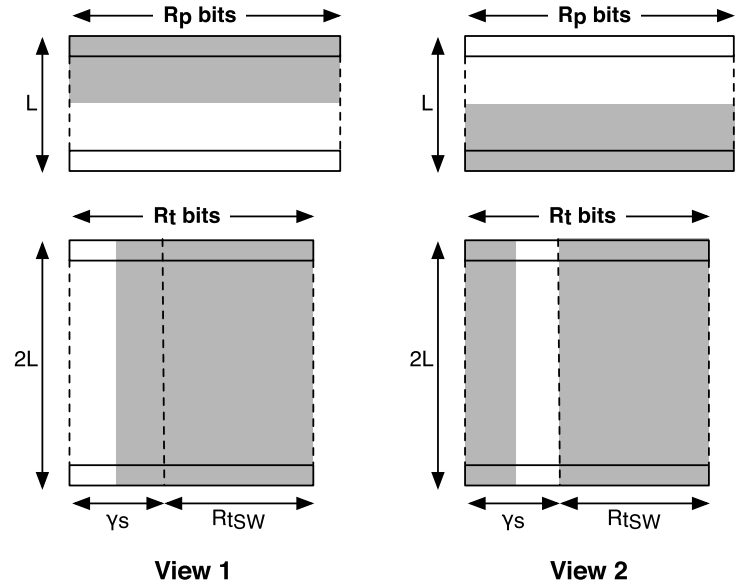 Rp bits
Rp bits
L
L
Rt bits
Rt bits
2L
2L
γs
RtSW
γs
RtSW
View 1
View 2